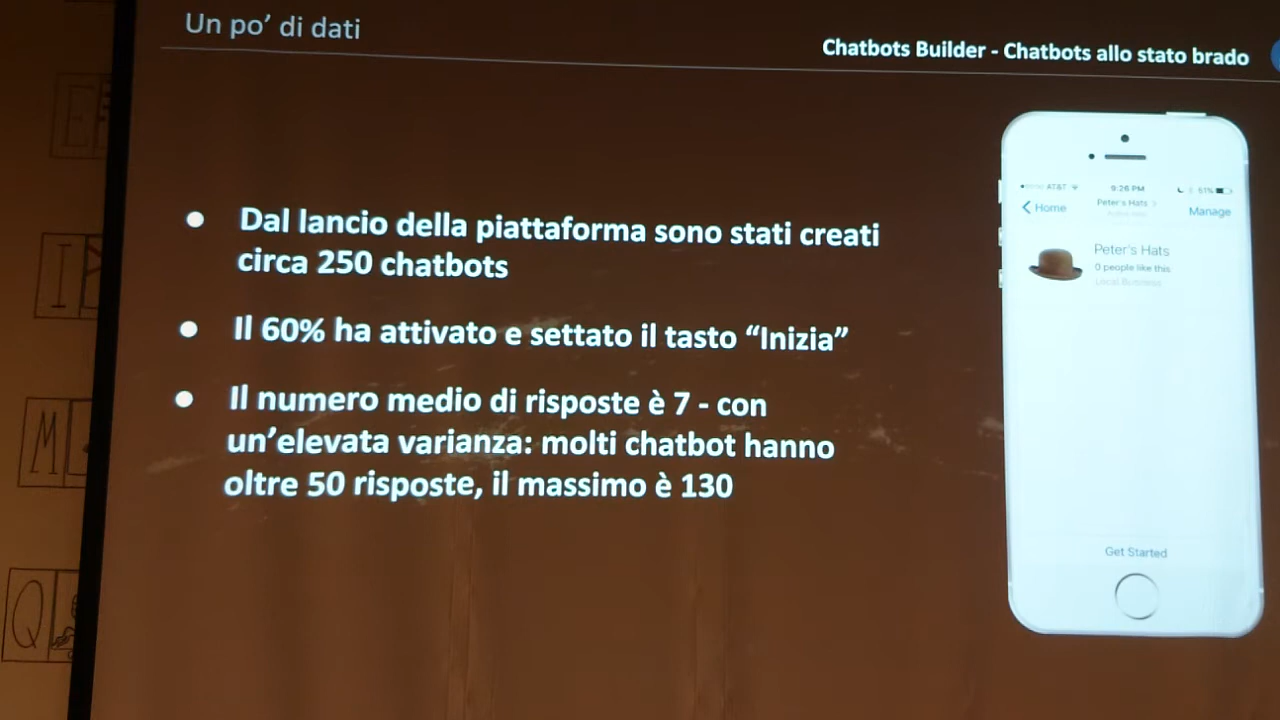 Un po' di dati
Chatbots Builder - Chatbots allo stato brado
Dal lancio della piattaforma sono stati creati
circa 250 chatbots
Il 60% ha attivato e settato il tasto “Inizia”
Il numero medio di risposte è 7 - con
un'elevata varianza: molti chatbot hanno
oltre 50 risposte, il massimo è 130
AT&T 9:26 PM 61%
Home Peter's Hats Manage
Peter's Hats
0 people like this
Local Business
Get Started
E
I
M
Q